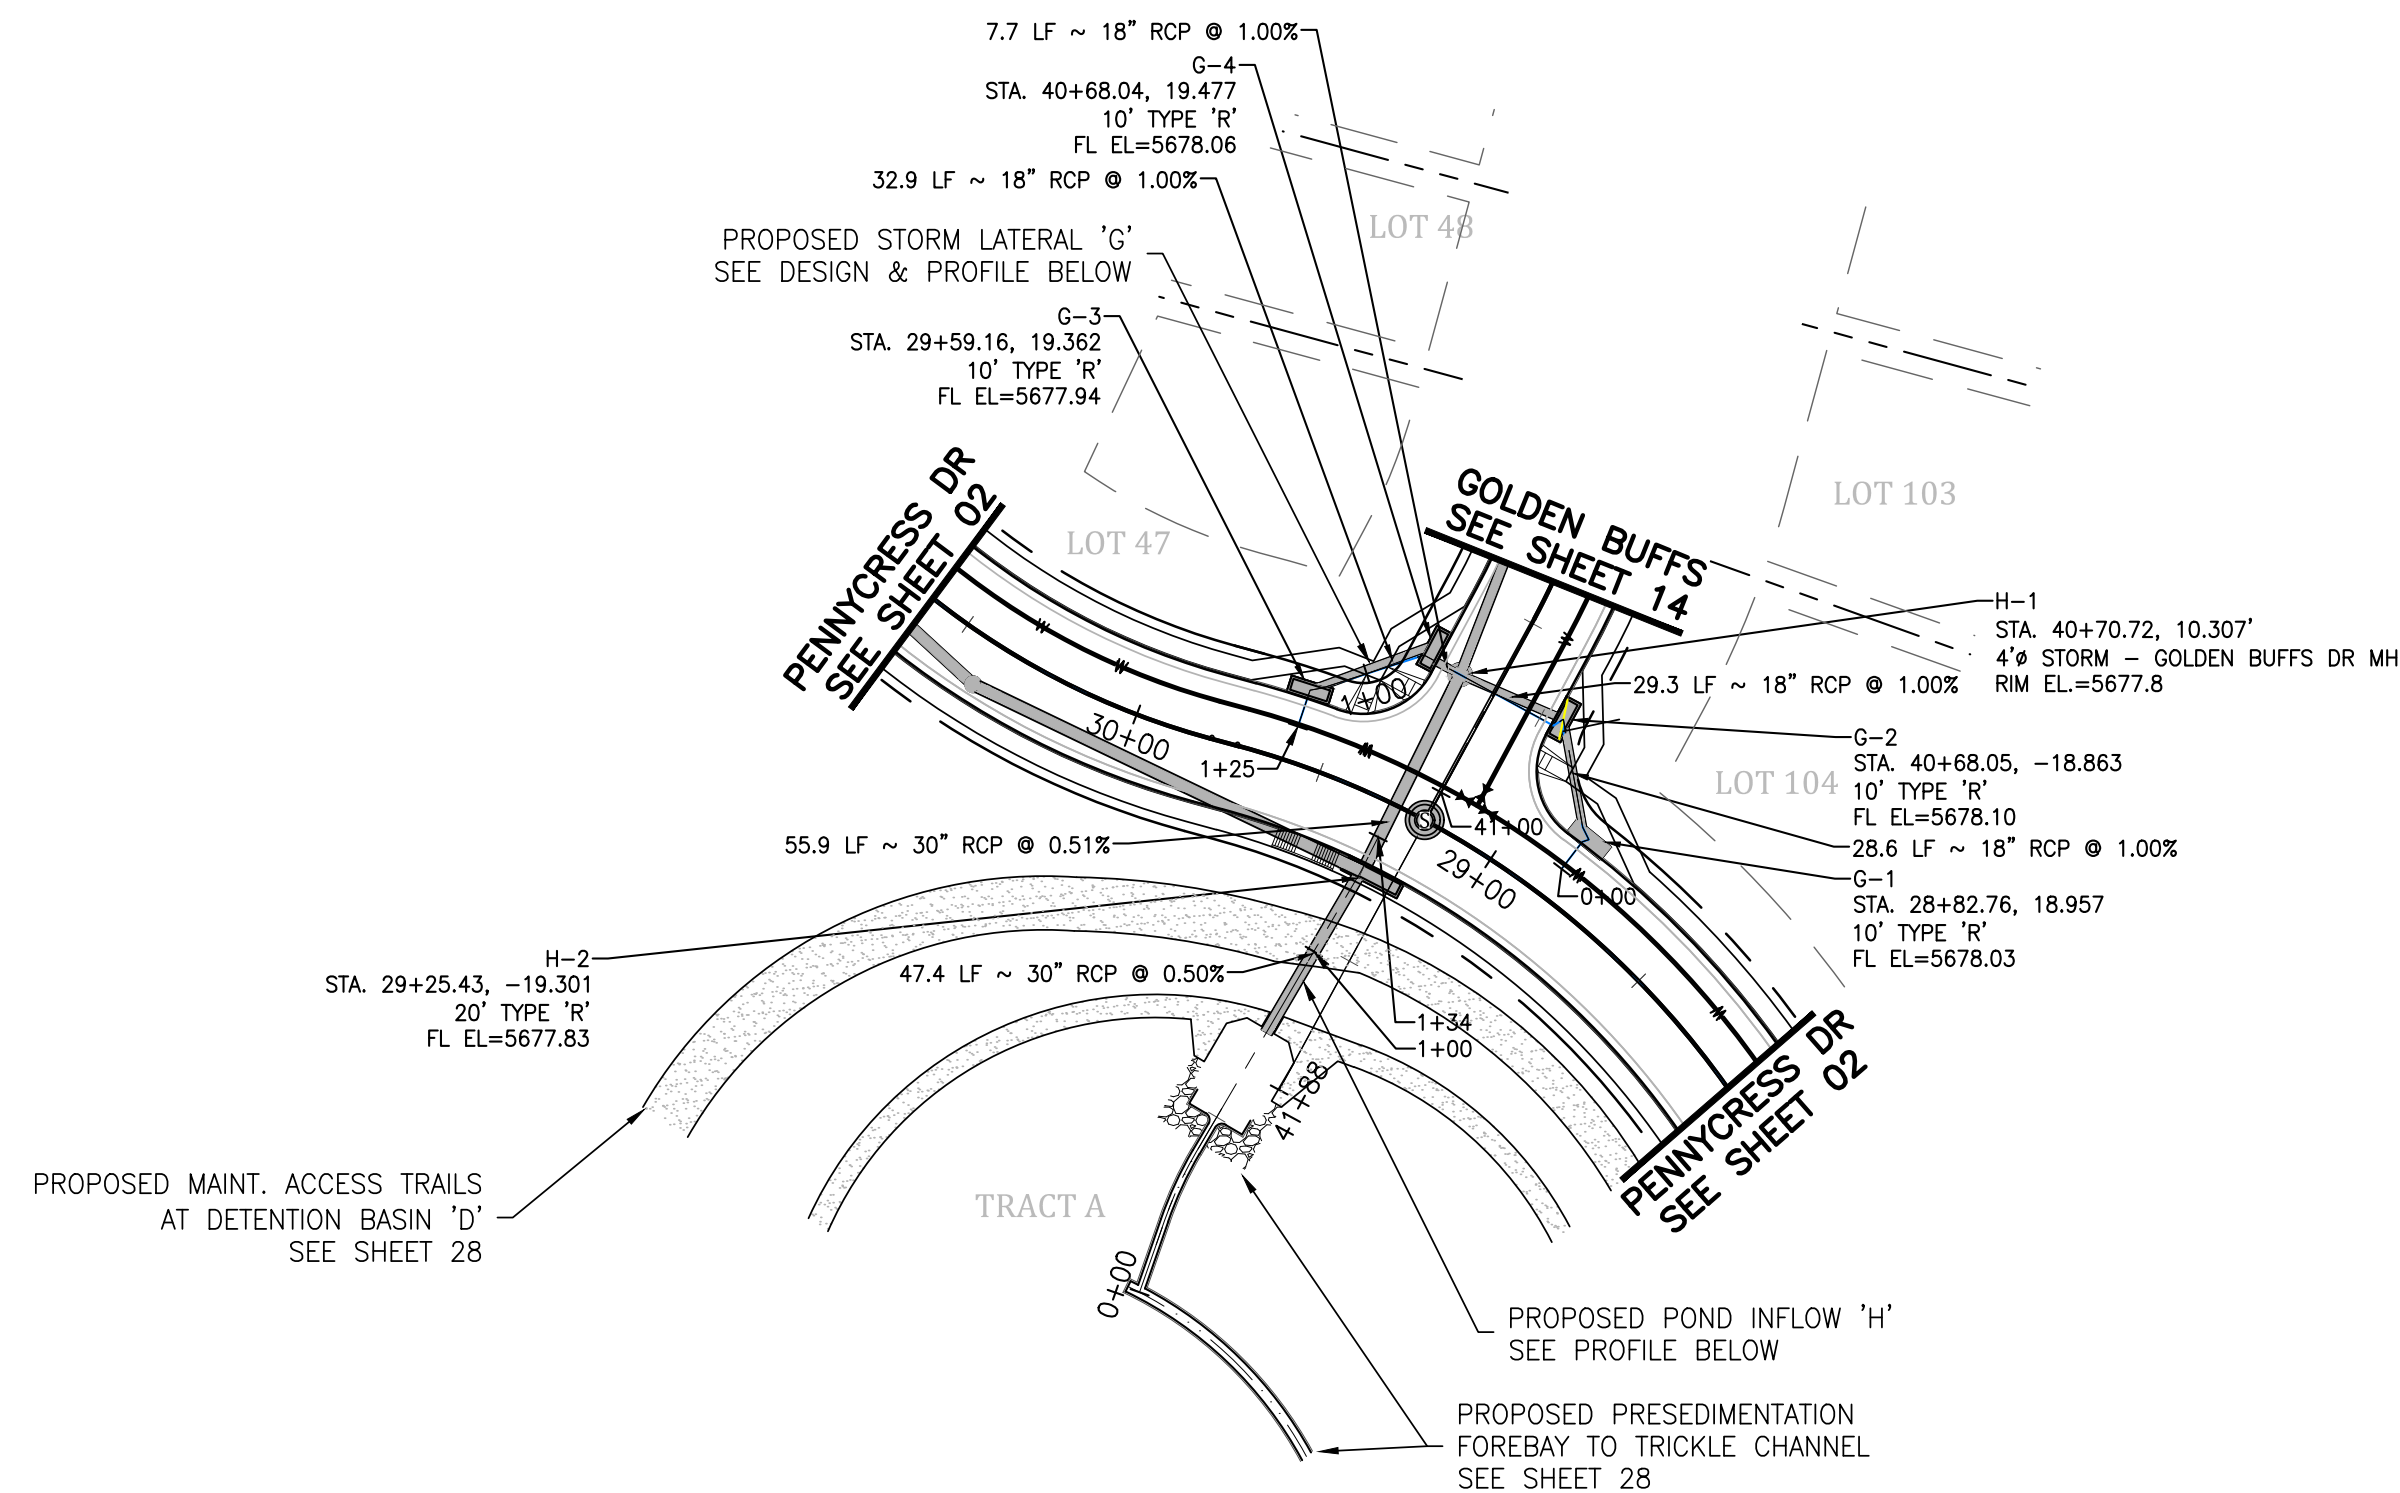 7.7 LF ~ 18" RCP @ 1.00%
G-4
STA. 40+68.04, 19.477
10' TYPE 'R'
FL EL=5678.06
32.9 LF ~ 18" RCP @ 1.00%
PROPOSED STORM LATERAL 'G'
SEE DESIGN & PROFILE BELOW
G-3
STA. 29+59.16, 19.362
10' TYPE 'R'
FL EL=5677.94
LOT 48
LOT 103
LOT 47
LOT 104
PENNYCRESS DR
SEE SHEET 02
GOLDEN BUFFS
SEE SHEET 14
H-1
STA. 40+70.72, 10.307'
4'ø STORM - GOLDEN BUFFS DR MH
RIM EL.=5677.8
29.3 LF ~ 18" RCP @ 1.00%
G-2
STA. 40+68.05, -18.863
10' TYPE 'R'
FL EL=5678.10
28.6 LF ~ 18" RCP @ 1.00%
G-1
STA. 28+82.76, 18.957
10' TYPE 'R'
FL EL=5678.03
1+00
30+00
1+25
S
41+00
29+00
0+00
55.9 LF ~ 30" RCP @ 0.51%
H-2
STA. 29+25.43, -19.301
20' TYPE 'R'
FL EL=5677.83
47.4 LF ~ 30" RCP @ 0.50%
1+34
1+00
41+88
PENNYCRESS DR
SEE SHEET 02
PROPOSED MAINT. ACCESS TRAILS
AT DETENTION BASIN 'D'
SEE SHEET 28
TRACT A
0+00
PROPOSED POND INFLOW 'H'
SEE PROFILE BELOW
PROPOSED PRESEDIMENTATION
FOREBAY TO TRICKLE CHANNEL
SEE SHEET 28